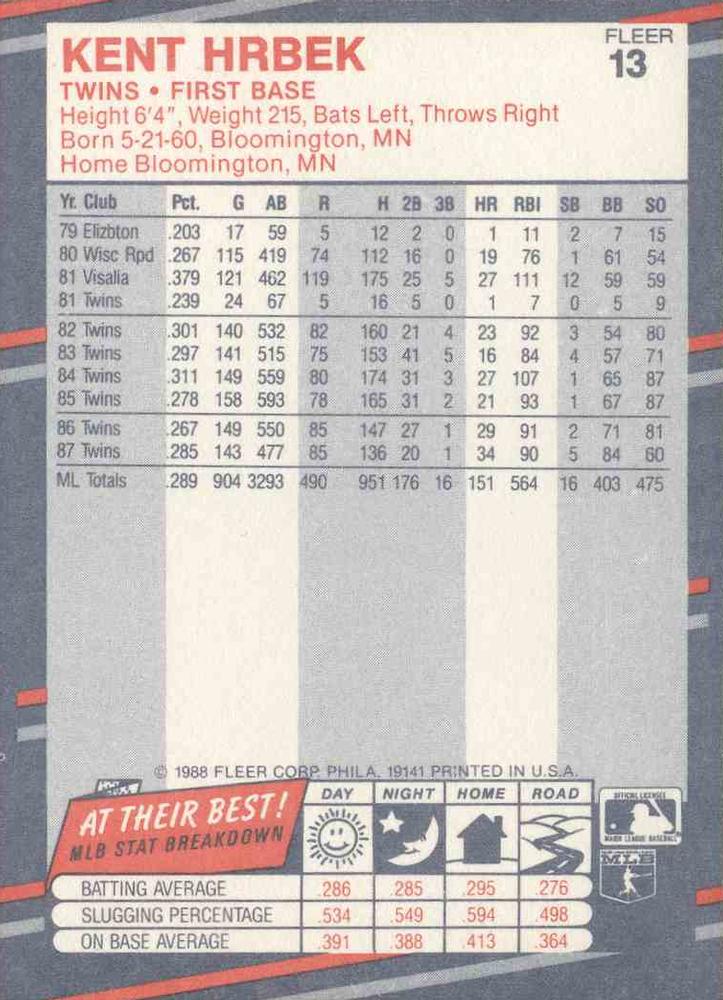 KENT HRBEK
FLEER
13
TWINS • FIRST BASE
Height 6'4", Weight 215, Bats Left, Throws Right
Born 5-21-60, Bloomington, MN
Home Bloomington, MN
Yr. Club Pct. G AB R H 2B 3B HR RBI SB BB SO
79 Elizbton .203 17 59 5 12 2 0 1 11 2 7 15
80 Wisc Rpd .267 115 419 74 112 16 0 19 76 1 61 54
81 Visalia .379 121 462 119 175 25 5 27 111 12 59 59
81 Twins .239 24 67 5 16 5 0 1 7 0 5 9
82 Twins .301 140 532 82 160 21 4 23 92 3 54 80
83 Twins .297 141 515 75 153 41 5 16 84 4 57 71
84 Twins .311 149 559 80 174 31 3 27 107 1 65 87
85 Twins .278 158 593 78 165 31 2 21 93 1 67 87
86 Twins .267 149 550 85 147 27 1 29 91 2 71 81
87 Twins .285 143 477 85 136 20 1 34 90 5 84 60
ML Totals .289 904 3293 490 951 176 16 151 564 16 403 475
© 1988 FLEER CORP. PHILA. 19141 PRINTED IN U.S.A.
AT THEIR BEST!
MLB STAT BREAKDOWN
DAY NIGHT HOME ROAD
OFFICIAL LICENSEE
MAJOR LEAGUE BASEBALL
MLB
BATTING AVERAGE .286 .285 .295 .276
SLUGGING PERCENTAGE .534 .549 .594 .498
ON BASE AVERAGE .391 .388 .413 .364